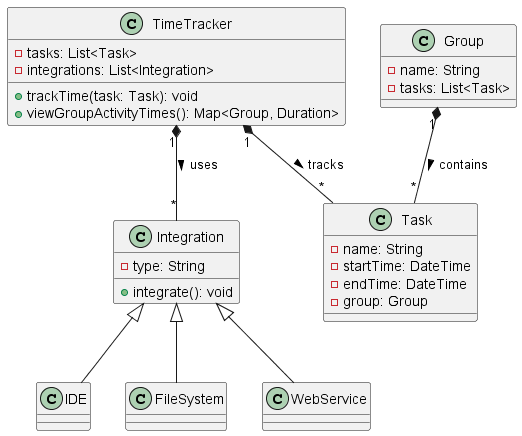 C TimeTracker
tasks: List<Task>
integrations: List<Integration>
trackTime(task: Task): void
viewGroupActivityTimes(): Map<Group, Duration>
C Group
name: String
tasks: List<Task>
1
uses
*
1
tracks
*
1
contains
*
C Integration
type: String
integrate(): void
C Task
name: String
startTime: DateTime
endTime: DateTime
group: Group
C IDE
C FileSystem
C WebService